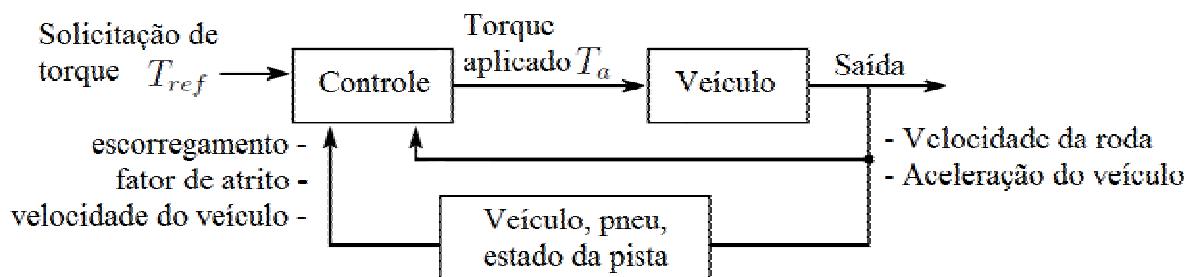 Solicitação de
torque T_ref
Controle
Torque
aplicado T_a
Veículo
Saída
escorregamento -
fator de atrito -
velocidade do veículo -
- Velocidade da roda
- Aceleração do veículo
Veículo, pneu,
estado da pista